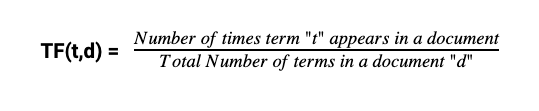 TF(t,d) = Number of times term "t" appears in a document
Total Number of terms in a document "d"